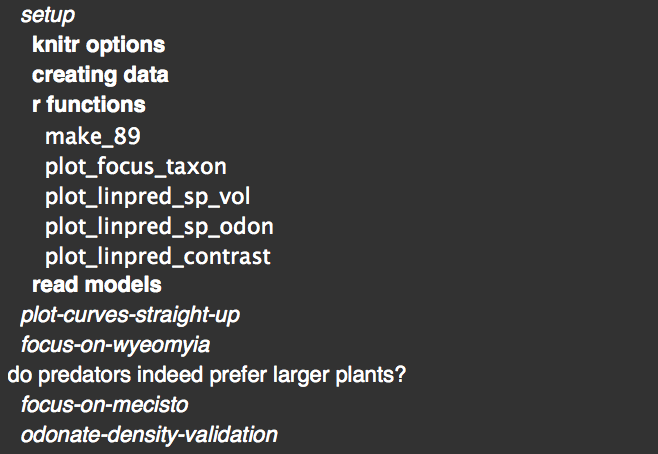 setup
knitr options
creating data
r functions
make_89
plot_focus_taxon
plot_linpred_sp_vol
plot_linpred_sp_odon
plot_linpred_contrast
read models
plot-curves-straight-up
focus-on-wyeomyia
do predators indeed prefer larger plants?
focus-on-mecisto
odonate-density-validation